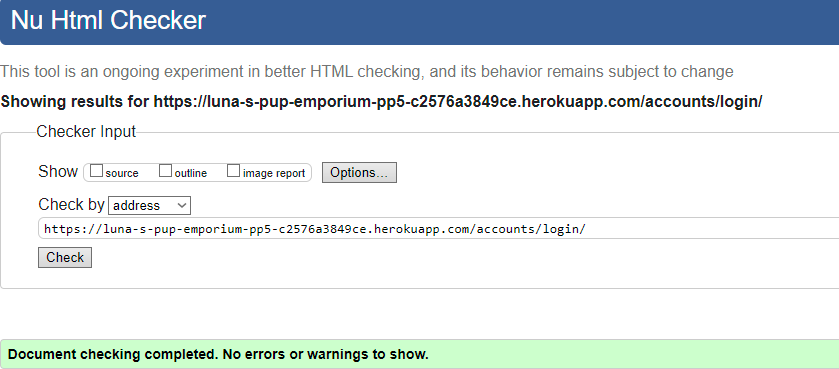 Nu Html Checker
This tool is an ongoing experiment in better HTML checking, and its behavior remains subject to change
Showing results for https://luna-s-pup-emporium-pp5-c2576a3849ce.herokuapp.com/accounts/login/
Checker Input
Show source outline image report Options...
Check by address
https://luna-s-pup-emporium-pp5-c2576a3849ce.herokuapp.com/accounts/login/
Check
Document checking completed. No errors or warnings to show.